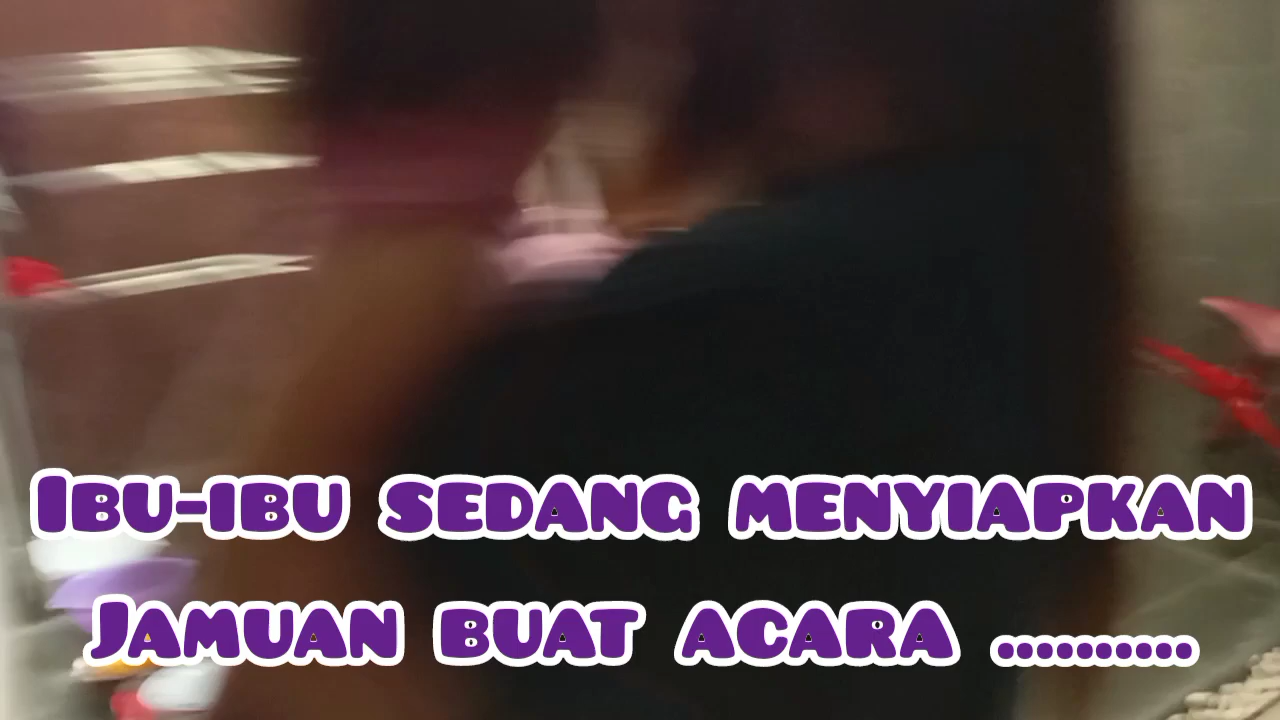 Ibu-ibu sedang menyiapkan
Jamuan buat acara ..........